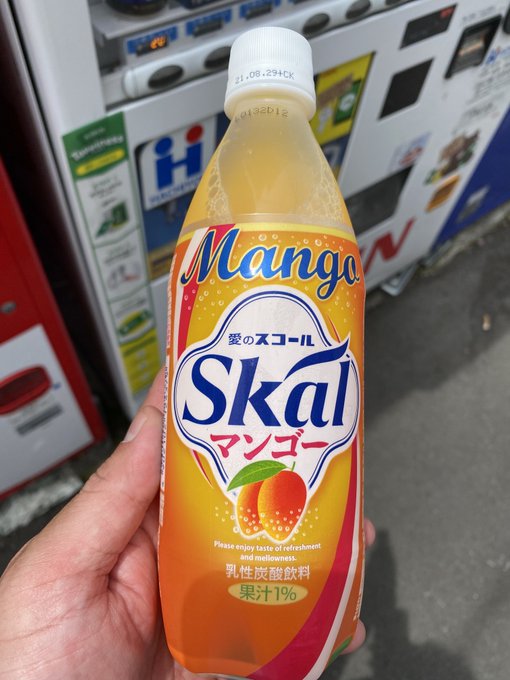 21.08.29+CK
L0132D12
Mango
愛のスコール
Skal
マンゴー
Please enjoy taste of refreshment
and mellowness.
乳性炭酸飲料
果汁1%